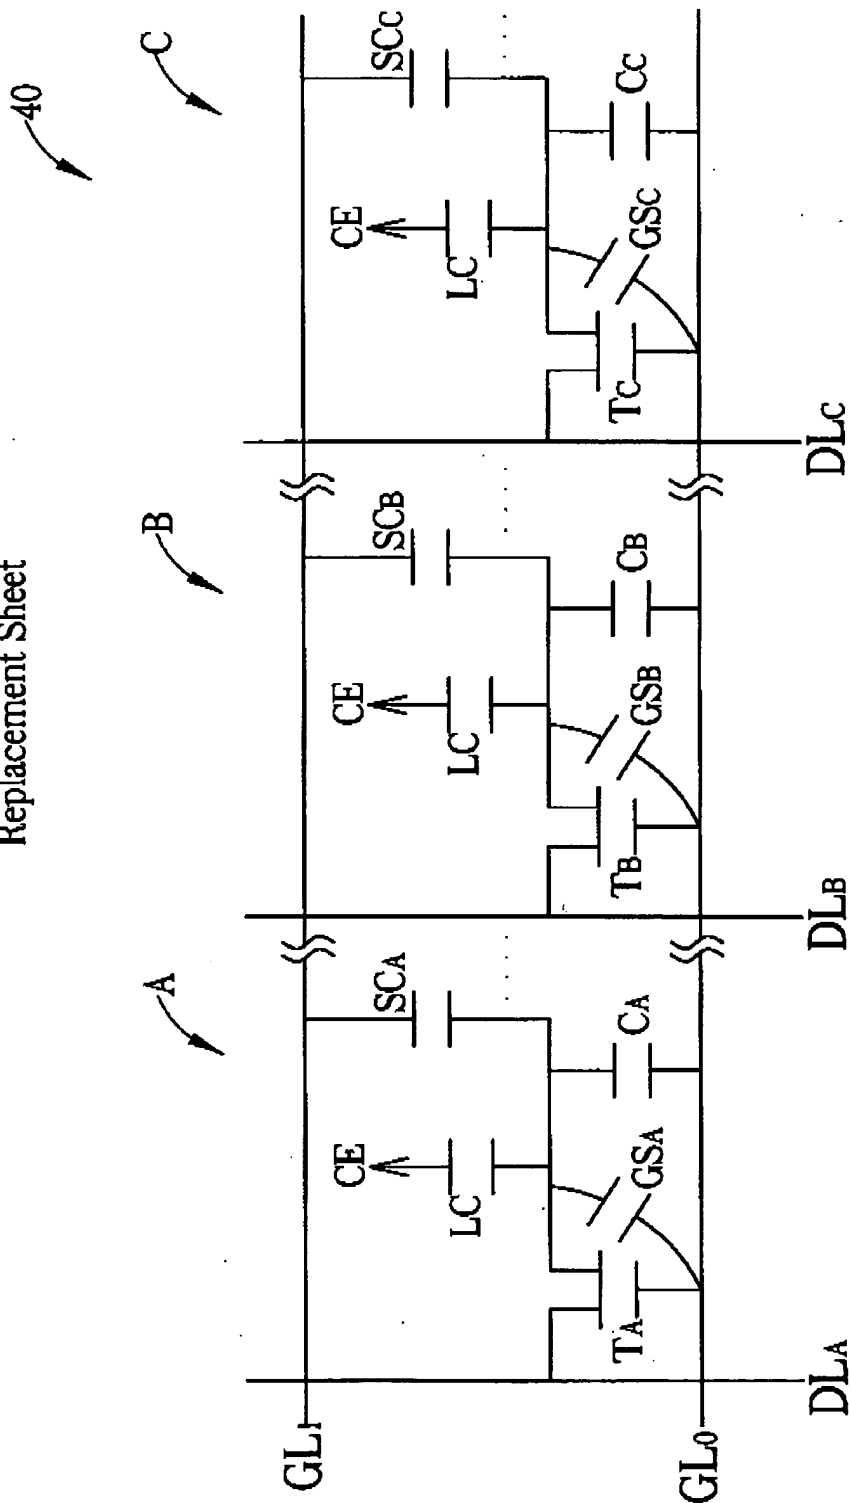 Replacement Sheet
40
A
B
C
GL1
SCA
SCB
SCC
CE
CE
CE
LC
LC
LC
GSA
CA
GSB
CB
GSC
CC
TA
TB
TC
GL0
DLA
DLB
DLC